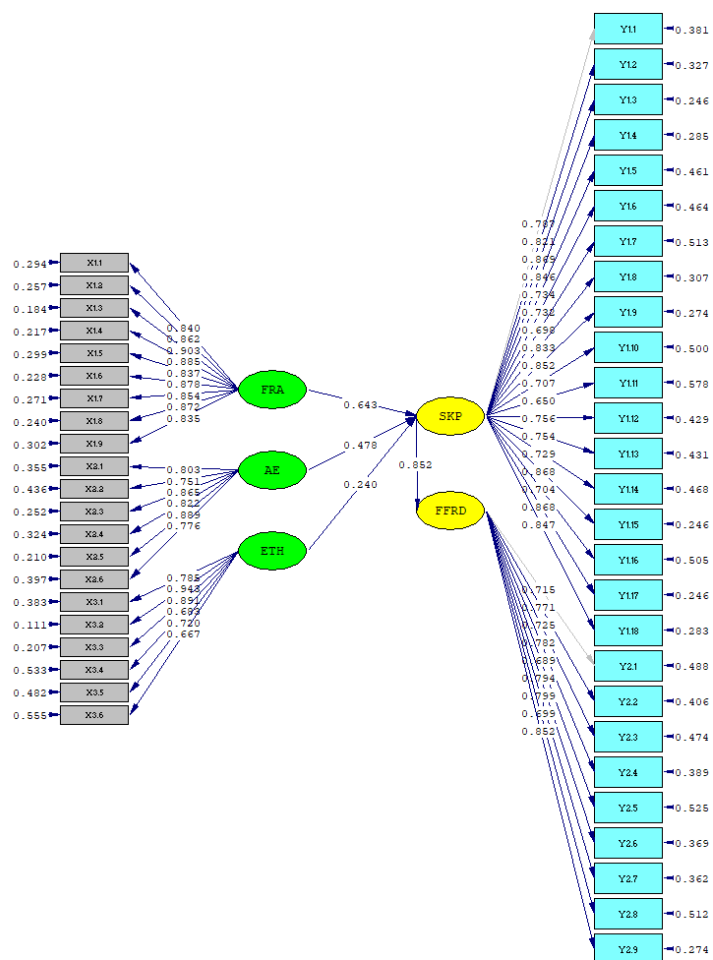 0.294 X1.1
0.257 X1.2
0.184 X1.3
0.217 X1.4
0.299 X1.5
0.228 X1.6
0.271 X1.7
0.240 X1.8
0.302 X1.9
0.355 X2.1
0.436 X2.2
0.252 X2.3
0.324 X2.4
0.210 X2.5
0.397 X2.6
0.383 X3.1
0.111 X3.2
0.207 X3.3
0.533 X3.4
0.482 X3.5
0.555 X3.6
0.840
0.862
0.903
0.885
0.837
0.878
0.854
0.872
0.835
0.803
0.751
0.865
0.822
0.889
0.776
0.785
0.943
0.891
0.683
0.720
0.667
FRA
AE
ETH
0.643
0.478
0.240
SKP
0.852
FFRD
0.787
0.821
0.869
0.846
0.734
0.732
0.698
0.833
0.852
0.707
0.650
0.756
0.754
0.729
0.868
0.704
0.868
0.847
0.715
0.771
0.725
0.782
0.689
0.794
0.799
0.699
0.852
Y1.1 0.381
Y1.2 0.327
Y1.3 0.246
Y1.4 0.285
Y1.5 0.461
Y1.6 0.464
Y1.7 0.513
Y1.8 0.307
Y1.9 0.274
Y1.10 0.500
Y1.11 0.578
Y1.12 0.429
Y1.13 0.431
Y1.14 0.468
Y1.15 0.246
Y1.16 0.505
Y1.17 0.246
Y1.18 0.283
Y2.1 0.488
Y2.2 0.406
Y2.3 0.474
Y2.4 0.389
Y2.5 0.525
Y2.6 0.369
Y2.7 0.362
Y2.8 0.512
Y2.9 0.274